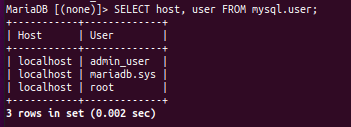 MariaDB [(none)]> SELECT host, user FROM mysql.user;
+-----------+-------------+
| Host      | User        |
+-----------+-------------+
| localhost | admin_user  |
| localhost | mariadb.sys |
| localhost | root        |
+-----------+-------------+
3 rows in set (0.002 sec)